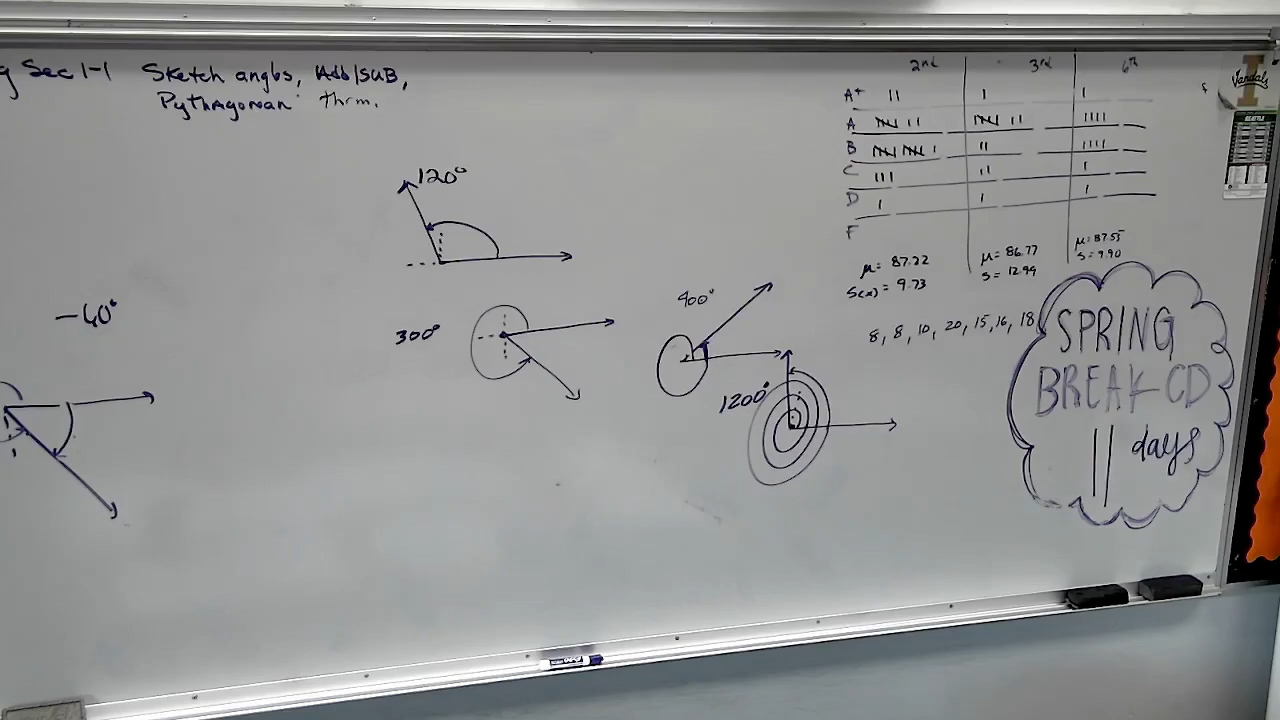 g Sec 1-1 Sketch angles, Add/SUB,
Pythagorean thrm.
2nd 3rd 6th
A+ || | |
A 𝍸 || 𝍸 || ||||
B 𝍸 𝍸 | || ||||
C ||| || |
D | | |
F
μ = 87.22 μ = 86.77 μ = 87.55
S(x) = 9.73 S = 12.99 S = 9.90
8, 8, 10, 20, 15, 16, 18
120°
-40°
300°
400°
1200°
SPRING
BREAK CD
11 days
Vandals
SEATTLE